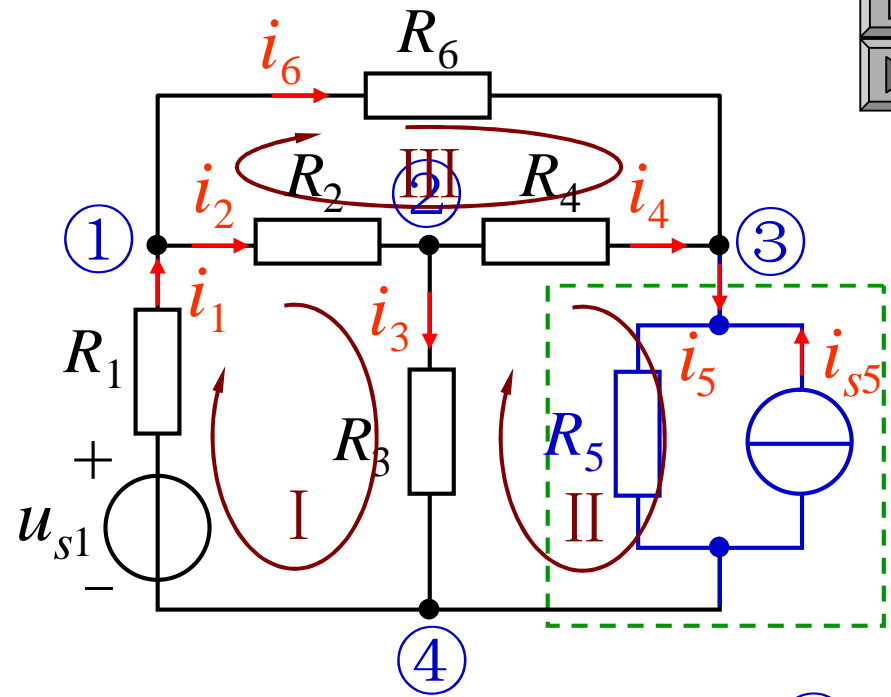 R6
i6
R2
III
②
R4
i2
i4
①
③
i1
R1
i3
i5
is5
R3
R5
+
us1
−
I
II
④